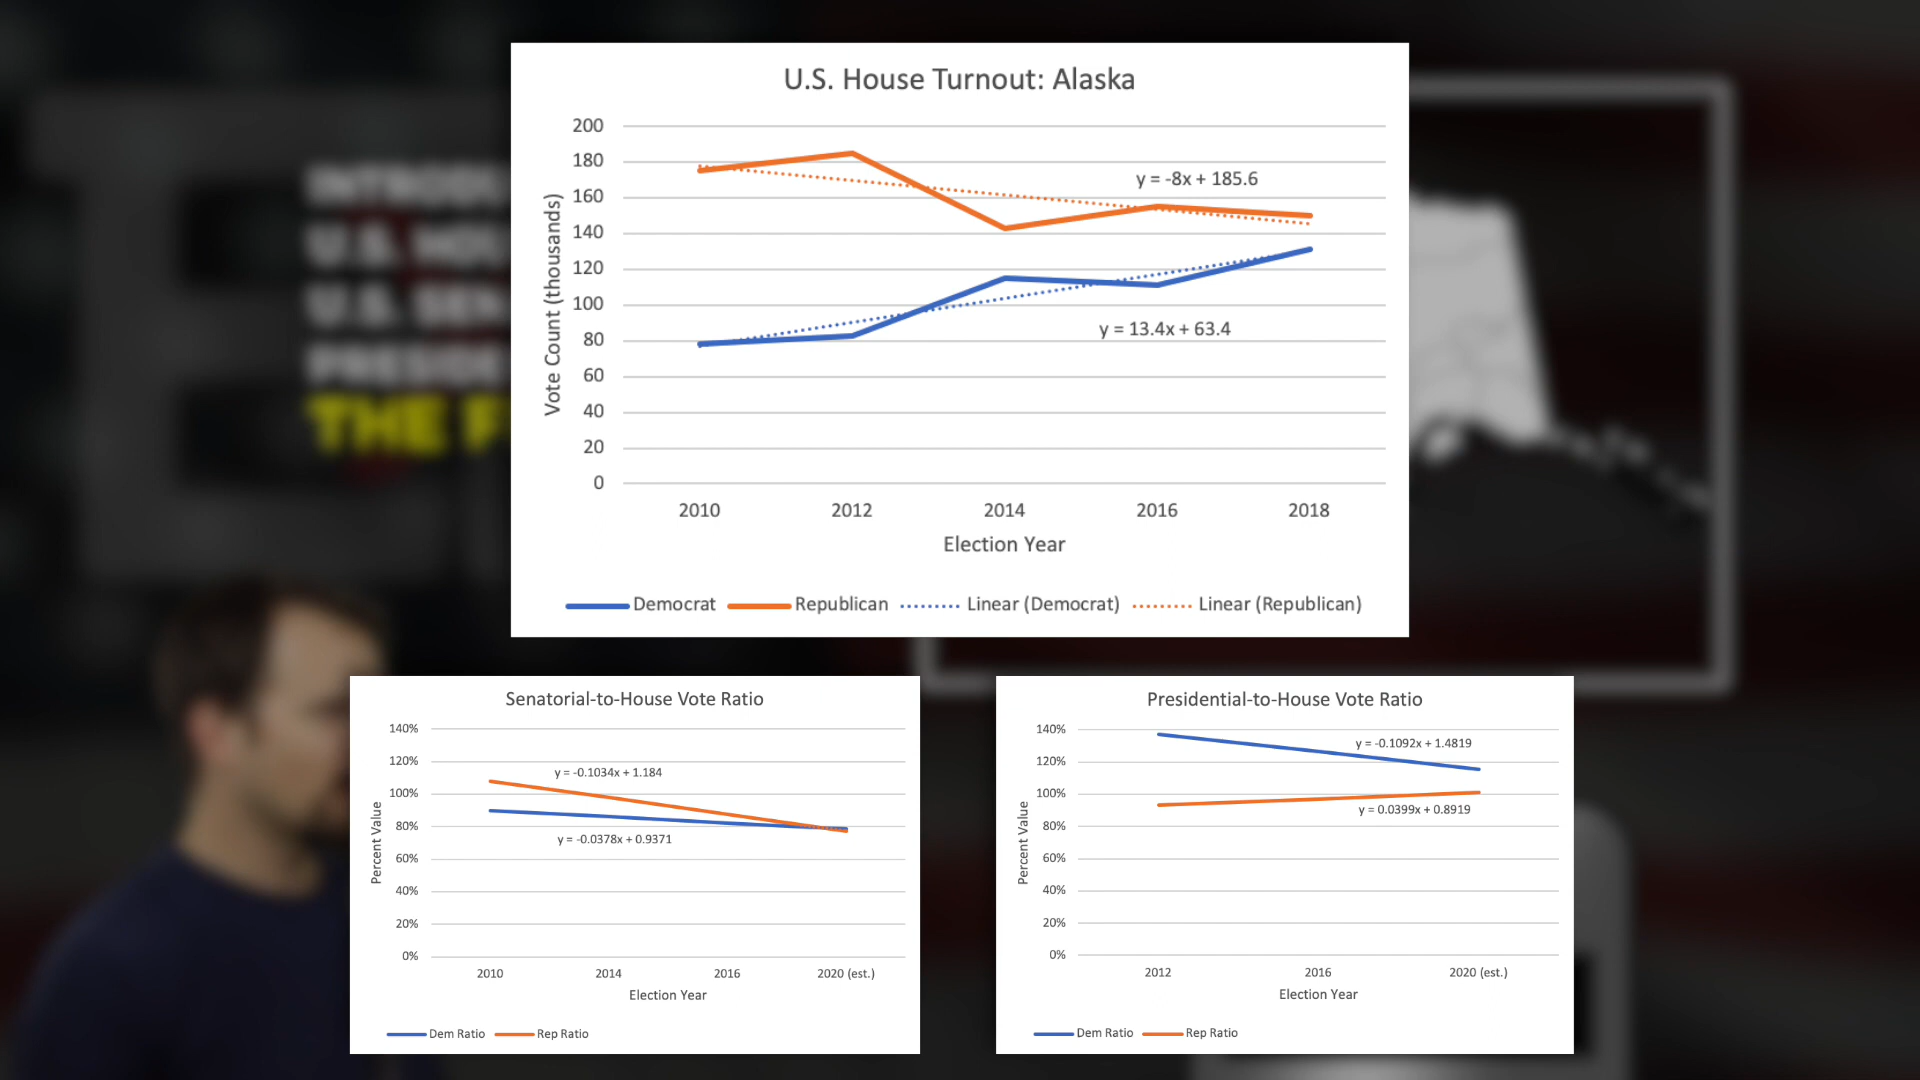 U.S. House Turnout: Alaska
200
180
160
140
120
100
80
60
40
20
0
Vote Count (thousands)
y = -8x + 185.6
y = 13.4x + 63.4
2010 2012 2014 2016 2018
Election Year
Democrat Republican Linear (Democrat) Linear (Republican)
INTRODU
U.S. HOU
U.S. SEN
PRESIDE
THE F
Senatorial-to-House Vote Ratio
140%
120%
100%
80%
60%
40%
20%
0%
Percent Value
y = -0.1034x + 1.184
y = -0.0378x + 0.9371
2010 2014 2016 2020 (est.)
Election Year
Dem Ratio Rep Ratio
Presidential-to-House Vote Ratio
140%
120%
100%
80%
60%
40%
20%
0%
Percent Value
y = -0.1092x + 1.4819
y = 0.0399x + 0.8919
2012 2016 2020 (est.)
Election Year
Dem Ratio Rep Ratio